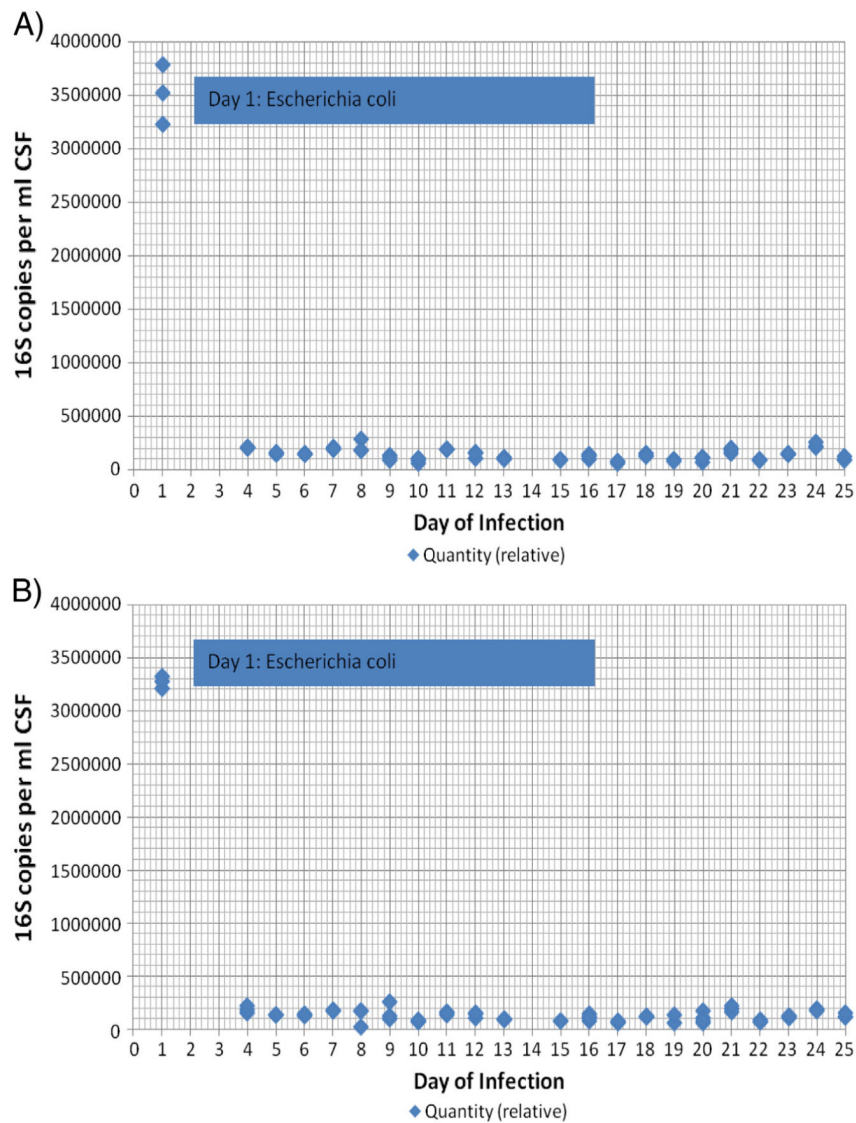 A)
4000000
3500000
3000000
2500000
2000000
1500000
1000000
500000
0
16S copies per ml CSF
Day 1: Escherichia coli
0 1 2 3 4 5 6 7 8 9 10 11 12 13 14 15 16 17 18 19 20 21 22 23 24 25
Day of Infection
Quantity (relative)
B)
4000000
3500000
3000000
2500000
2000000
1500000
1000000
500000
0
16S copies per ml CSF
Day 1: Escherichia coli
0 1 2 3 4 5 6 7 8 9 10 11 12 13 14 15 16 17 18 19 20 21 22 23 24 25
Day of Infection
Quantity (relative)